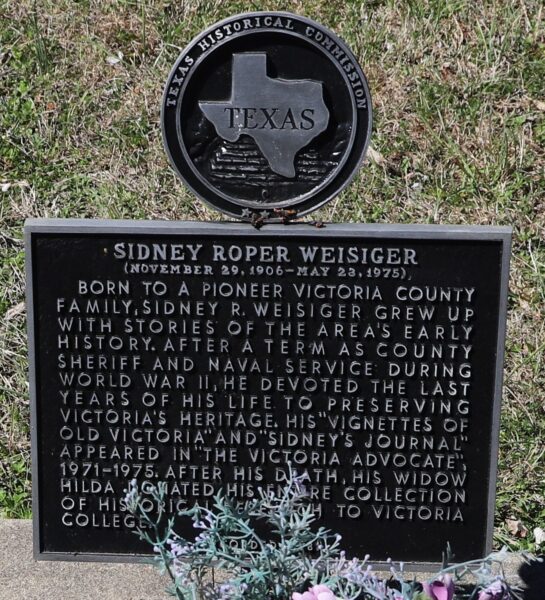 TEXAS HISTORICAL COMMISSION
TEXAS
SIDNEY ROPER WEISIGER
(NOVEMBER 29, 1906-MAY 23, 1975)
BORN TO A PIONEER VICTORIA COUNTY
FAMILY, SIDNEY R. WEISIGER GREW UP
WITH STORIES OF THE AREA'S EARLY
HISTORY. AFTER A TERM AS COUNTY
SHERIFF AND NAVAL SERVICE DURING
WORLD WAR II, HE DEVOTED THE LAST
YEARS OF HIS LIFE TO PRESERVING
VICTORIA'S HERITAGE. HIS "VIGNETTES OF
OLD VICTORIA" AND "SIDNEY'S JOURNAL"
APPEARED IN "THE VICTORIA ADVOCATE",
1971-1975. AFTER HIS DEATH, HIS WIDOW
HILDA DONATED HIS COLLECTION
OF TO VICTORIA
COLLEGE